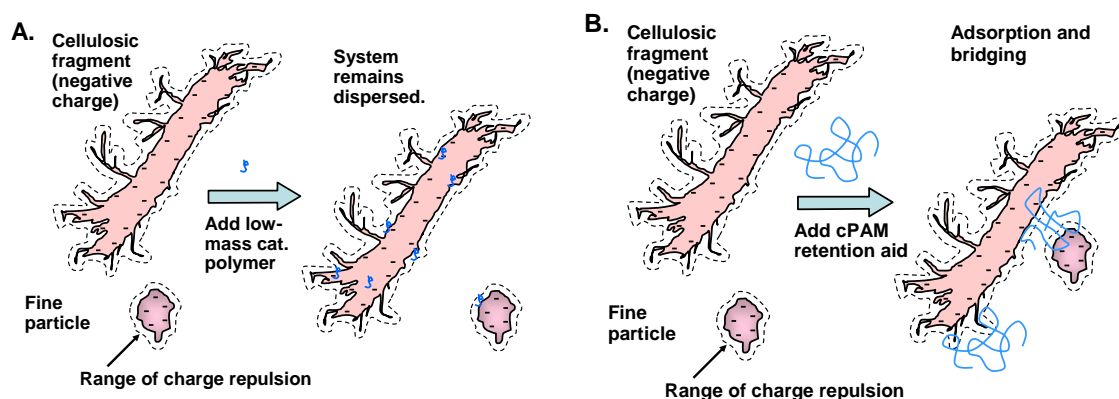 A.
Cellulosic
fragment
(negative
charge)
System
remains
dispersed.
Add low-
mass cat.
polymer
Fine
particle
Range of charge repulsion
B.
Cellulosic
fragment
(negative
charge)
Adsorption and
bridging
Add cPAM
retention aid
Fine
particle
Range of charge repulsion